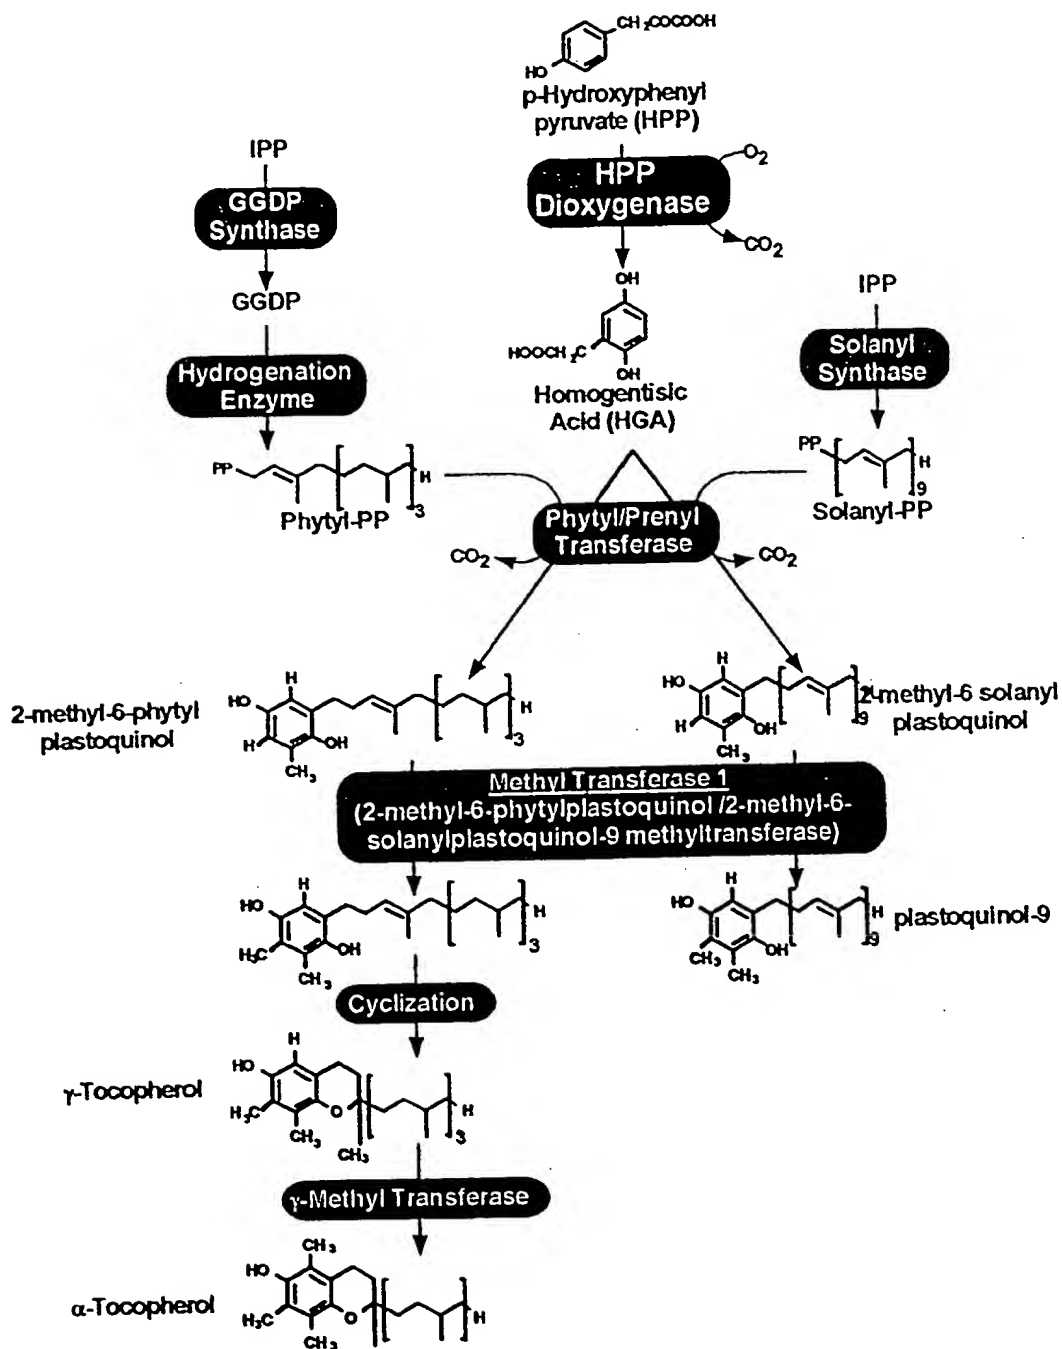 CH₂COCOOH
HO
p-Hydroxyphenyl
pyruvate (HPP)
IPP
GGDP
Synthase
GGDP
Hydrogenation
Enzyme
PP
H
3
Phytyl-PP
HPP
Dioxygenase
O₂
CO₂
OH
HOOCH₂C
OH
Homogentisic
Acid (HGA)
IPP
Solanyl
Synthase
PP
H
9
Solanyl-PP
Phytyl/Prenyl
Transferase
CO₂
CO₂
2-methyl-6-phytyl
plastoquinol
H
HO
H
OH
CH₃
H
3
H
HO
H
OH
CH₃
9
2-methyl-6 solanyl
plastoquinol
Methyl Transferase 1
(2-methyl-6-phytylplastoquinol /2-methyl-6-
solanylplastoquinol-9 methyltransferase)
H
HO
H₃C
OH
CH₃
H
3
H
HO
OH
CH₃
CH₃
H
9
plastoquinol-9
Cyclization
γ-Tocopherol
H
HO
H₃C
O
CH₃
CH₃
H
3
γ-Methyl Transferase
α-Tocopherol
CH₃
HO
H₃C
O
CH₃
H